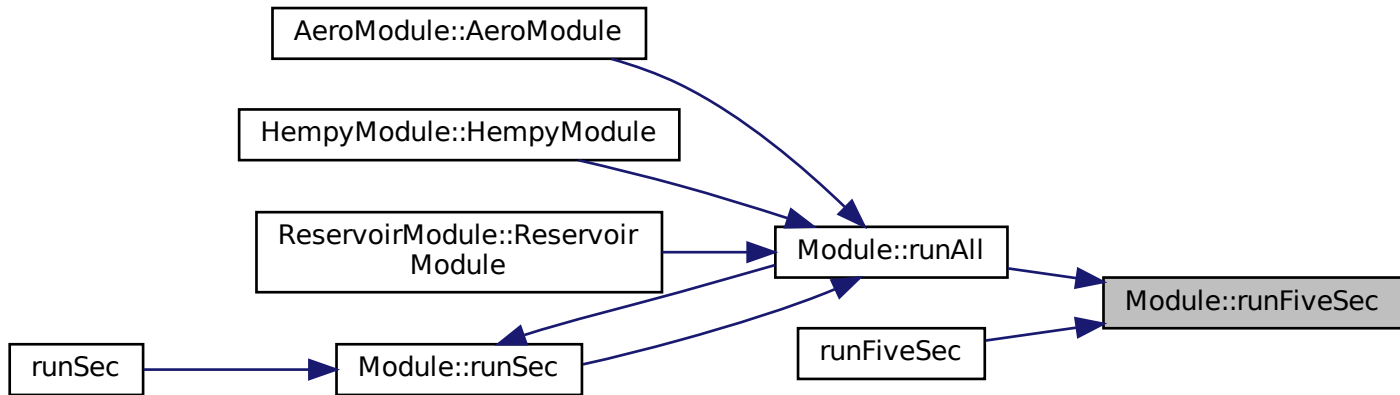 AeroModule::AeroModule
HempyModule::HempyModule
ReservoirModule::Reservoir
Module
Module::runAll
Module::runFiveSec
runFiveSec
Module::runSec
runSec